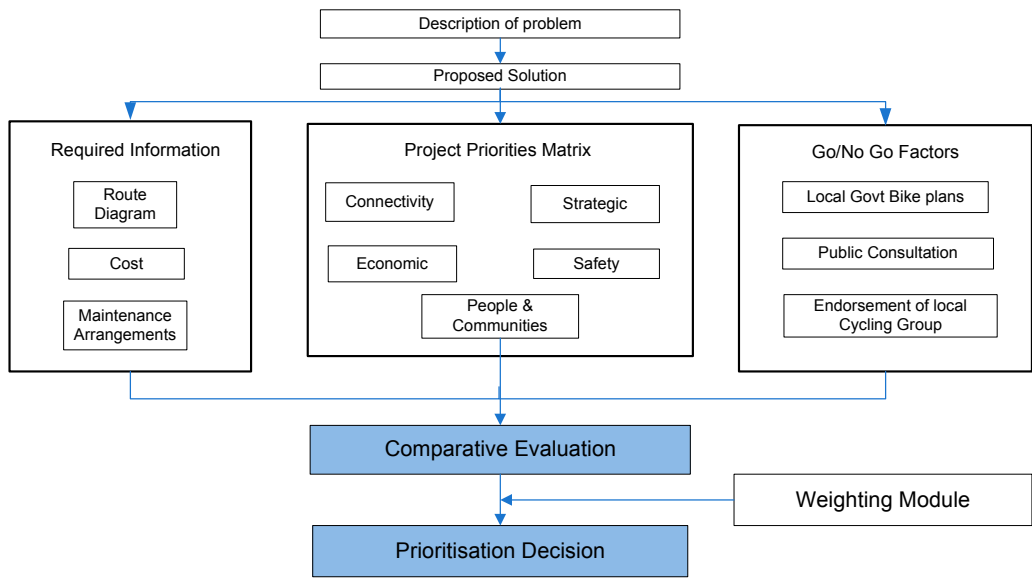 Description of problem
Proposed Solution
Required Information
Route
Diagram
Cost
Maintenance
Arrangements
Project Priorities Matrix
Connectivity
Strategic
Economic
Safety
People &
Communities
Go/No Go Factors
Local Govt Bike plans
Public Consultation
Endorsement of local
Cycling Group
Comparative Evaluation
Weighting Module
Prioritisation Decision